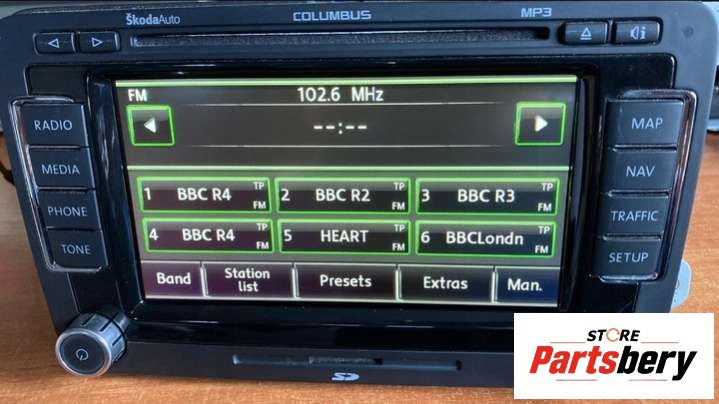 ŠkodaAuto COLUMBUS MP3
FM 102.6 MHz
--:--
RADIO
MEDIA
PHONE
TONE
1 BBC R4 TP FM
2 BBC R2 TP FM
3 BBC R3 TP FM
4 BBC R4 TP FM
5 HEART TP FM
6 BBCLondn TP FM
Band
Station
list
Presets
Extras
Man.
MAP
NAV
TRAFFIC
SETUP
SD
STORE
Partsbery